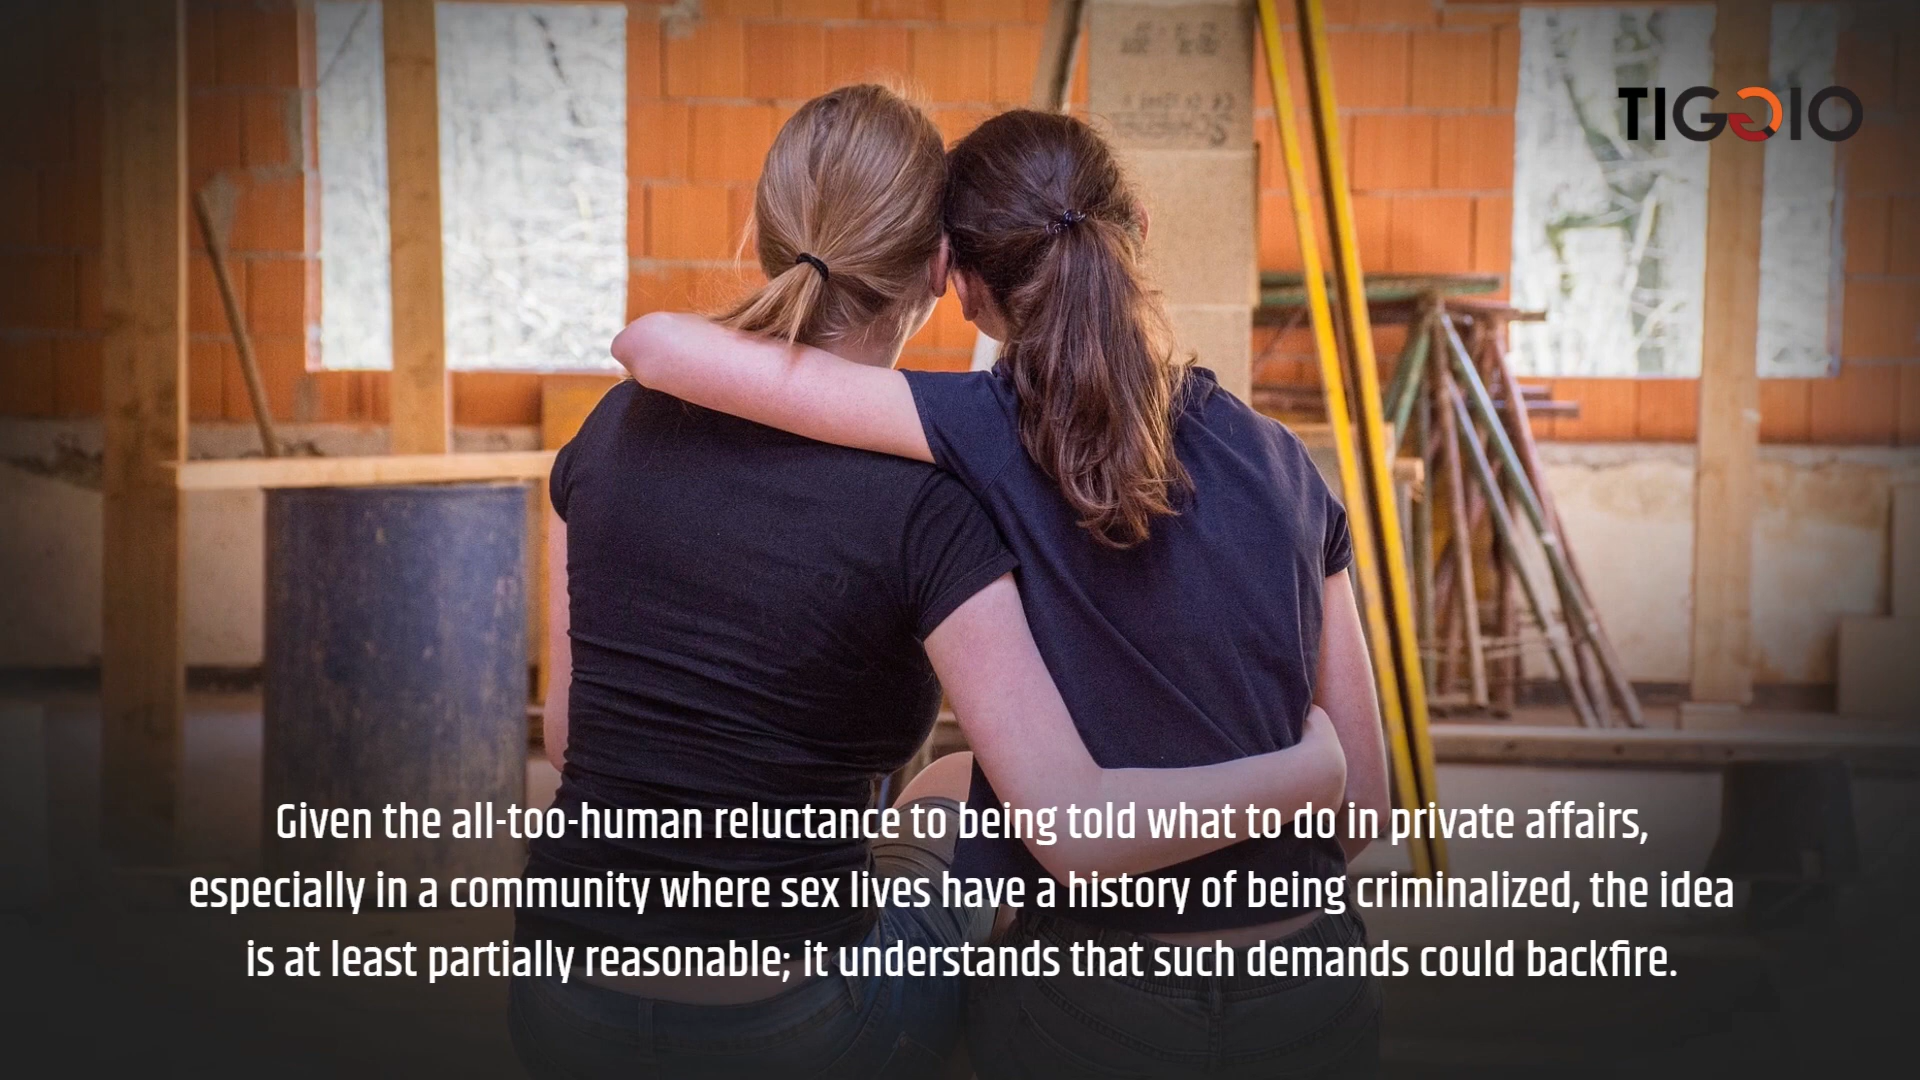 TIGGIO
Given the all-too-human reluctance to being told what to do in private affairs,
especially in a community where sex lives have a history of being criminalized, the idea
is at least partially reasonable; it understands that such demands could backfire.